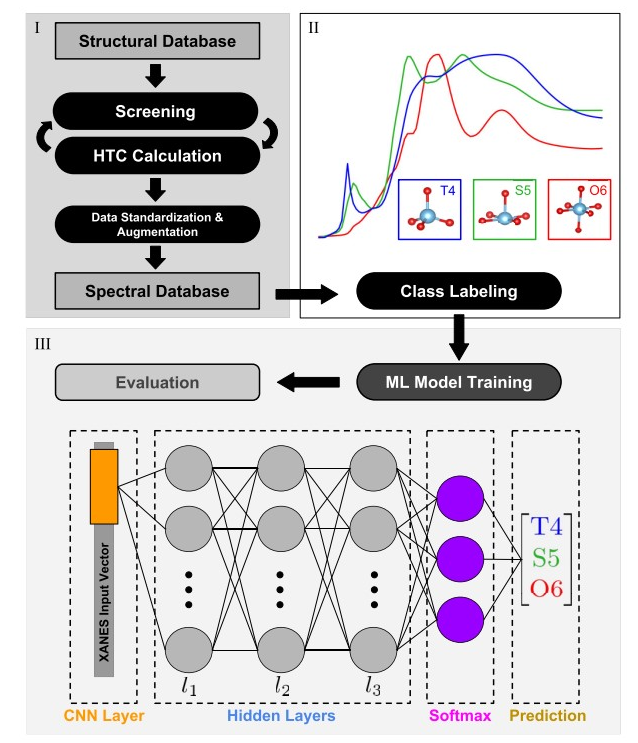 I
Structural Database
Screening
HTC Calculation
Data Standardization &
Augmentation
Spectral Database
II
T4
S5
O6
Class Labeling
III
Evaluation
ML Model Training
XANES Input Vector
l1
l2
l3
T4
S5
O6
CNN Layer
Hidden Layers
Softmax
Prediction